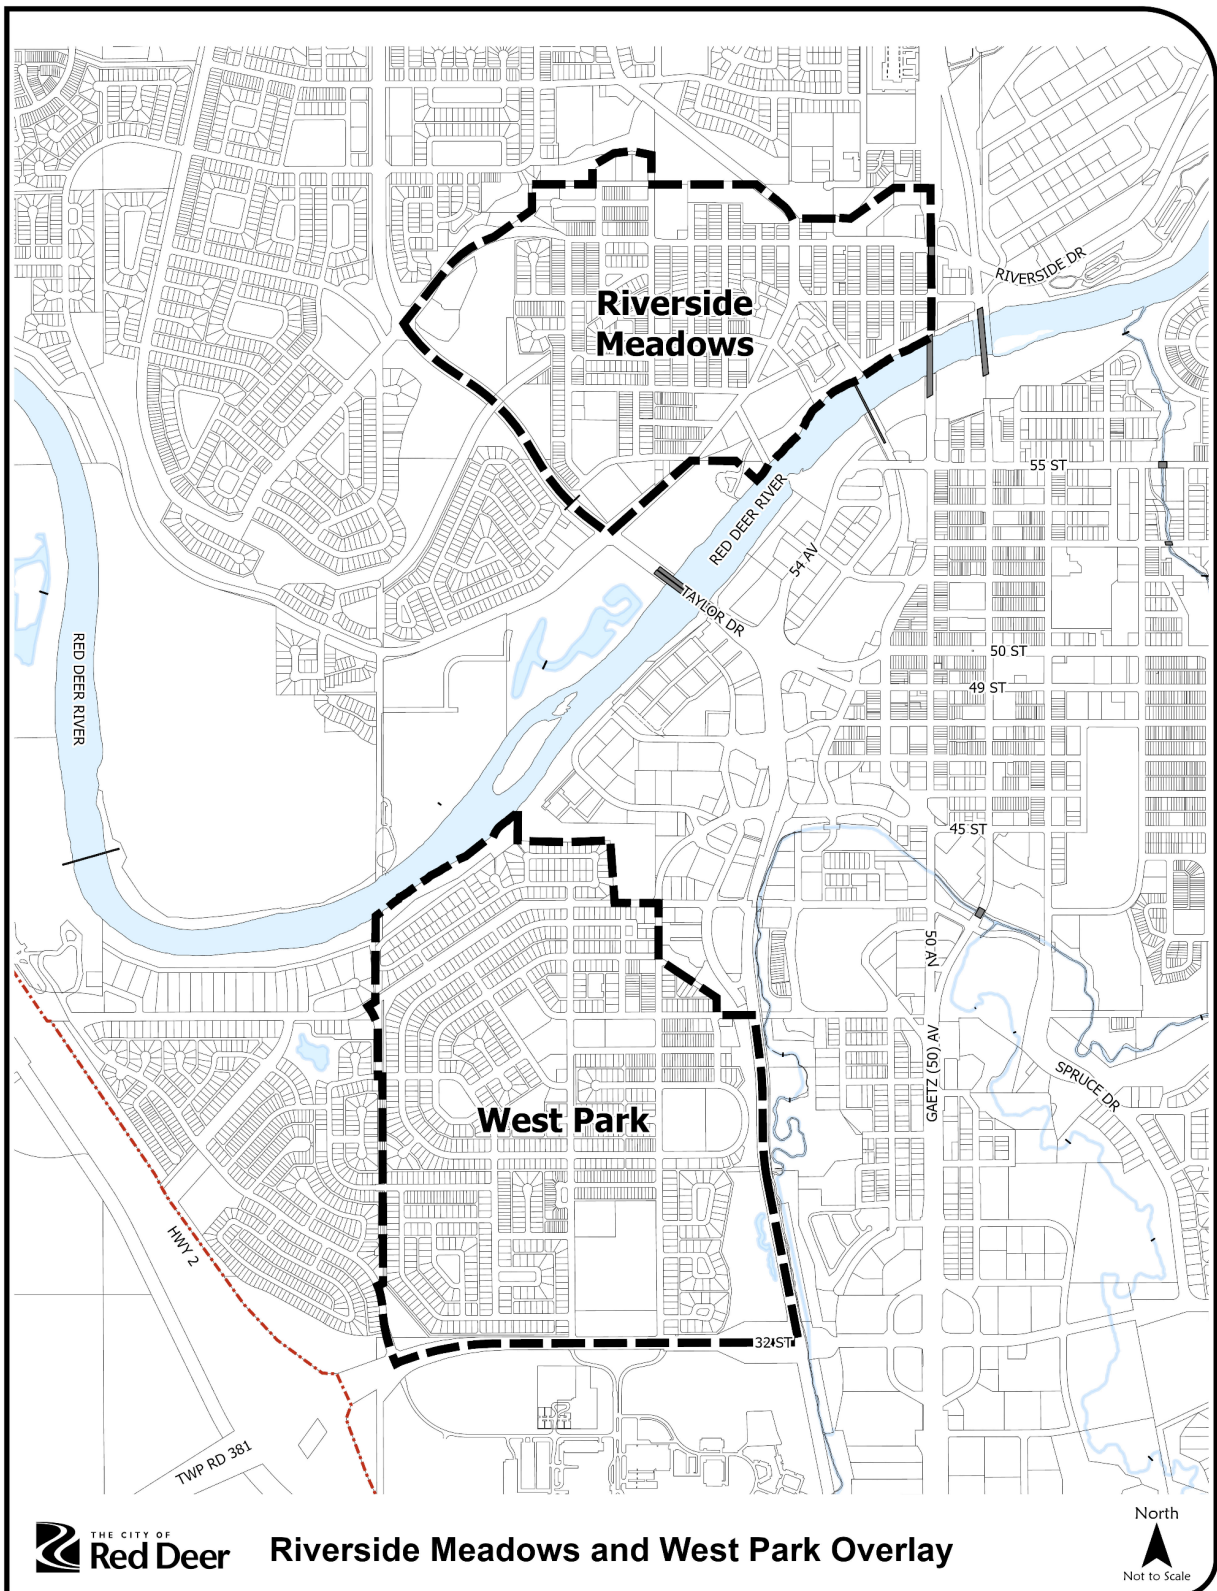 Riverside
Meadows
RIVERSIDE DR
55 ST
RED DEER RIVER
54 AV
TAYLOR DR
RED DEER RIVER
50 ST
49 ST
45 ST
50 AV
GAETZ (50) AV
SPRUCE DR
West Park
HWY 2
32 ST
TWP RD 381
THE CITY OF
Red Deer
Riverside Meadows and West Park Overlay
North
Not to Scale